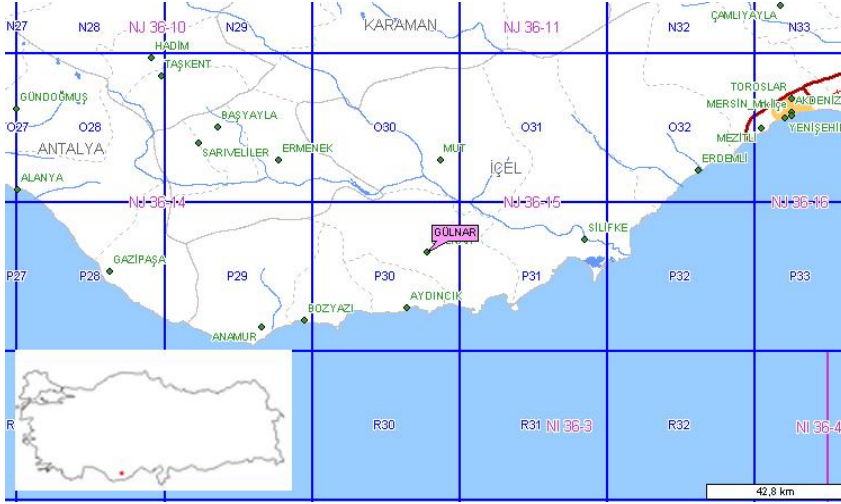 N27
N28
NJ 36-10
N29
KARAMAN
NJ 36-11
N32
ÇAMLIYAYLA
N33
HADİM
TAŞKENT
GÜNDOĞMUŞ
TOROSLAR
AKDENİZ
MERSİN_Mrkilçe
O27
O28
BAŞYAYLA
O30
O31
O32
YENİŞEHİR
MEZİTLİ
ANTALYA
SARIVELİLER
ERMENEK
MUT
İÇEL
ERDEMLİ
ALANYA
NJ 36-14
NJ 36-15
NJ 36-16
GÜLNAR
SİLİFKE
GAZİPAŞA
P27
P28
P29
P30
P31
P32
P33
BOZYAZI
AYDINCIK
ANAMUR
R
R30
R31
NI 36-3
R32
NI 36-4
42,8 km